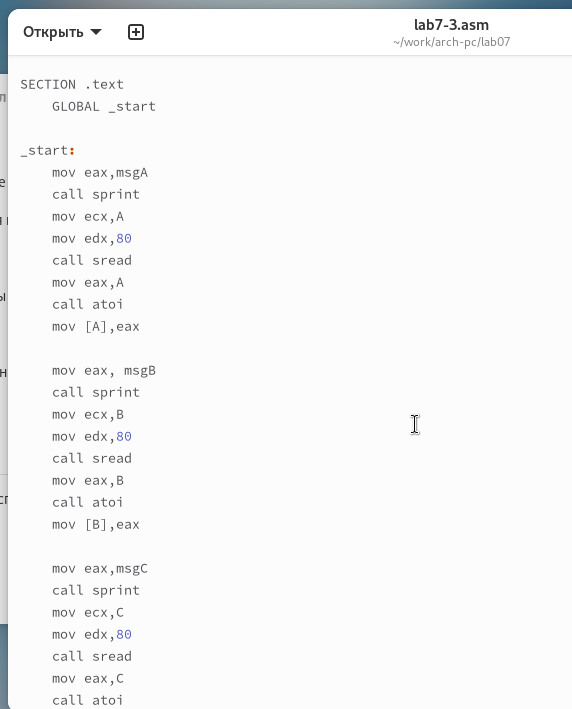 Открыть
lab7-3.asm
~/work/arch-pc/lab07
SECTION .text
    GLOBAL _start

_start:
    mov eax,msgA
    call sprint
    mov ecx,A
    mov edx,80
    call sread
    mov eax,A
    call atoi
    mov [A],eax

    mov eax, msgB
    call sprint
    mov ecx,B
    mov edx,80
    call sread
    mov eax,B
    call atoi
    mov [B],eax

    mov eax,msgC
    call sprint
    mov ecx,C
    mov edx,80
    call sread
    mov eax,C
    call atoi